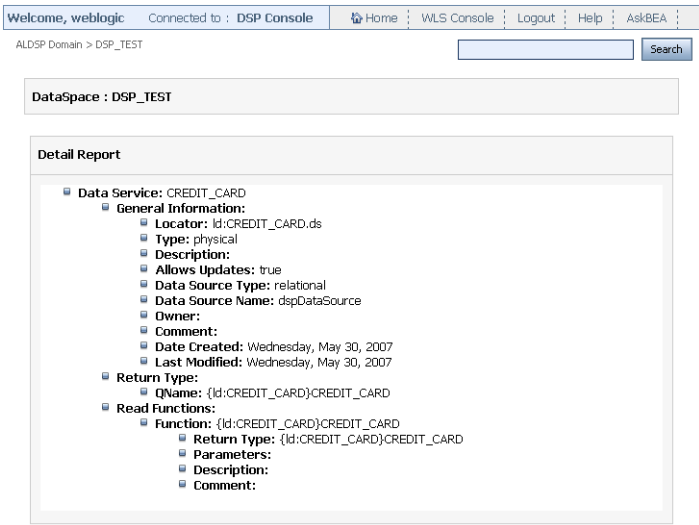 Welcome, weblogic Connected to : DSP Console Home WLS Console Logout Help AskBEA
ALDSP Domain > DSP_TEST
Search
DataSpace : DSP_TEST
Detail Report
Data Service: CREDIT_CARD
General Information:
Locator: ld:CREDIT_CARD.ds
Type: physical
Description:
Allows Updates: true
Data Source Type: relational
Data Source Name: dspDataSource
Owner:
Comment:
Date Created: Wednesday, May 30, 2007
Last Modified: Wednesday, May 30, 2007
Return Type:
QName: {ld:CREDIT_CARD}CREDIT_CARD
Read Functions:
Function: {ld:CREDIT_CARD}CREDIT_CARD
Return Type: {ld:CREDIT_CARD}CREDIT_CARD
Parameters:
Description:
Comment: